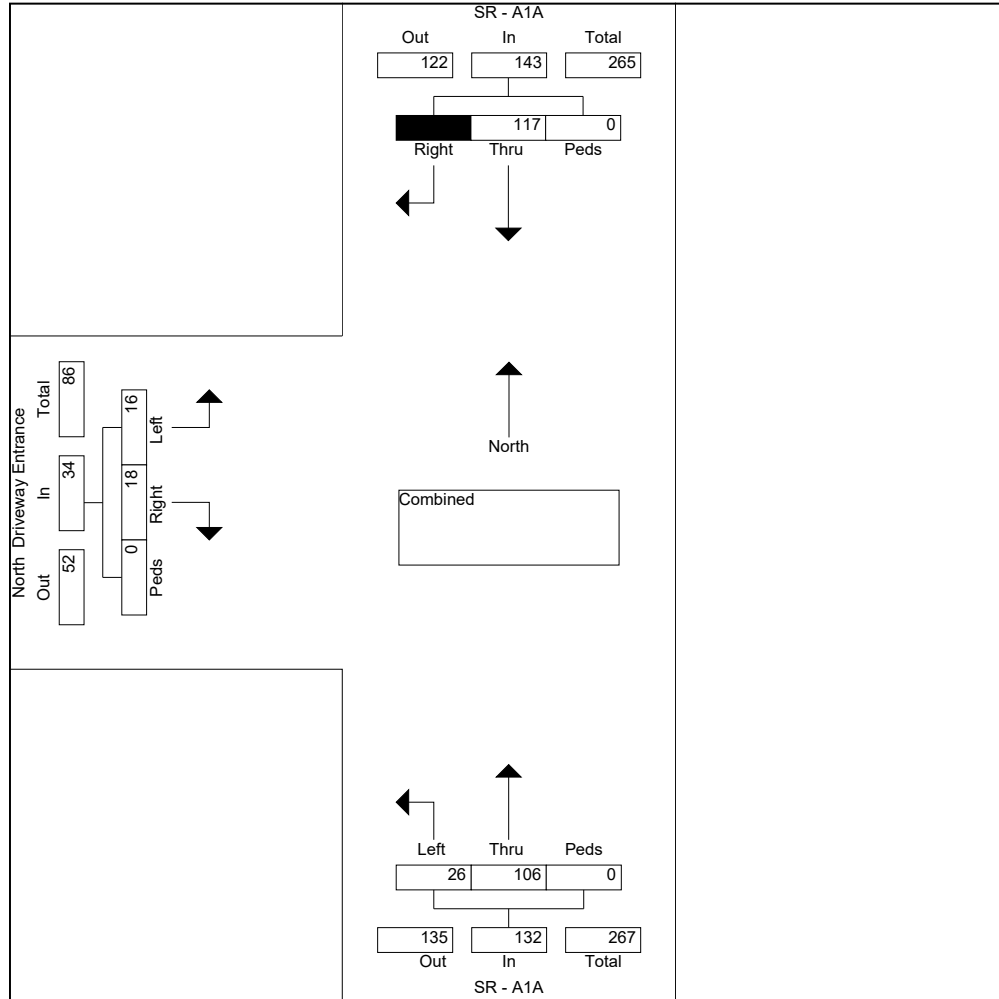 SR - A1A
Out In Total
122 143 265
117 0
Right Thru Peds
North Driveway Entrance
Out In Total
52 34 86
0 18 16
Peds Right Left
North
Combined
Left Thru Peds
26 106 0
135 132 267
Out In Total
SR - A1A